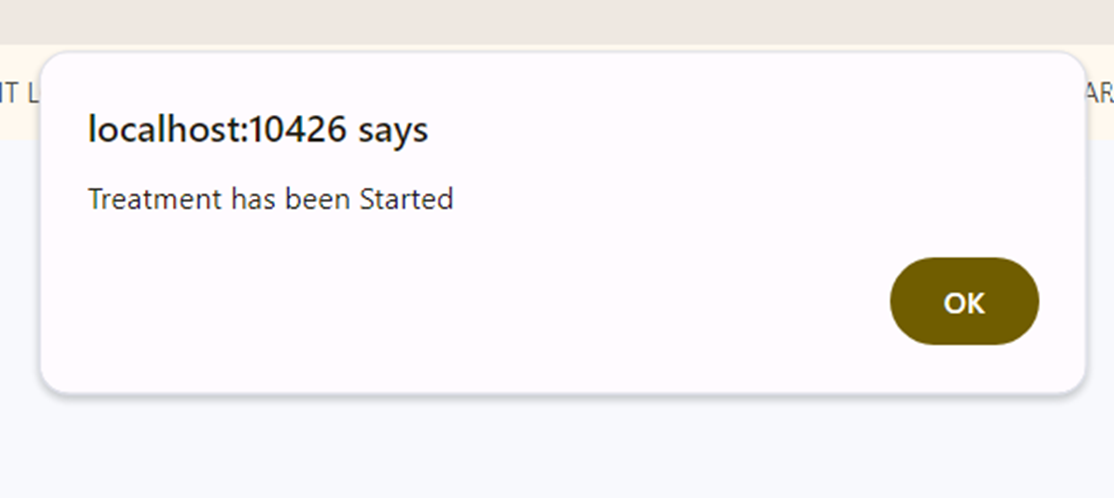 localhost:10426 says
Treatment has been Started
OK